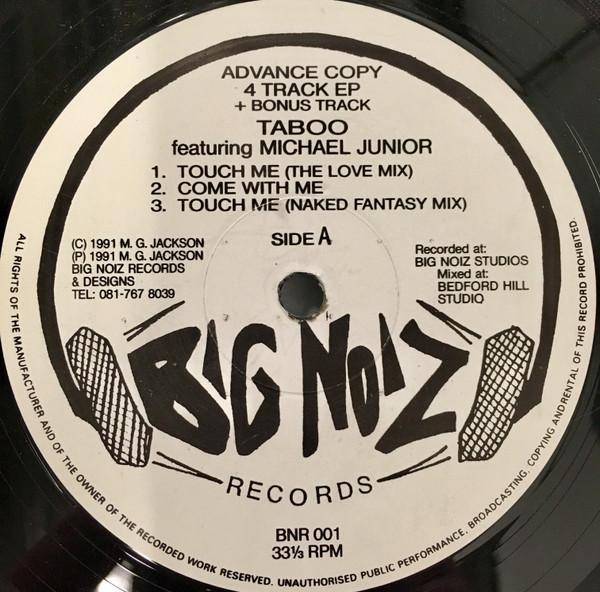 ADVANCE COPY
4 TRACK EP
+ BONUS TRACK
TABOO
featuring MICHAEL JUNIOR
1. TOUCH ME (THE LOVE MIX)
2. COME WITH ME
3. TOUCH ME (NAKED FANTASY MIX)
SIDE A
(C) 1991 M. G. JACKSON
(P) 1991 M. G. JACKSON
BIG NOIZ RECORDS
& DESIGNS
TEL: 081-767 8039
Recorded at:
BIG NOIZ STUDIOS
Mixed at:
BEDFORD HILL
STUDIO
BIG NOIZ
RECORDS
BNR 001
33⅓ RPM
ALL RIGHTS OF THE MANUFACTURER AND OF THE OWNER OF THE RECORDED WORK RESERVED. UNAUTHORISED PUBLIC PERFORMANCE, BROADCASTING, COPYING AND RENTAL OF THIS RECORD PROHIBITED.